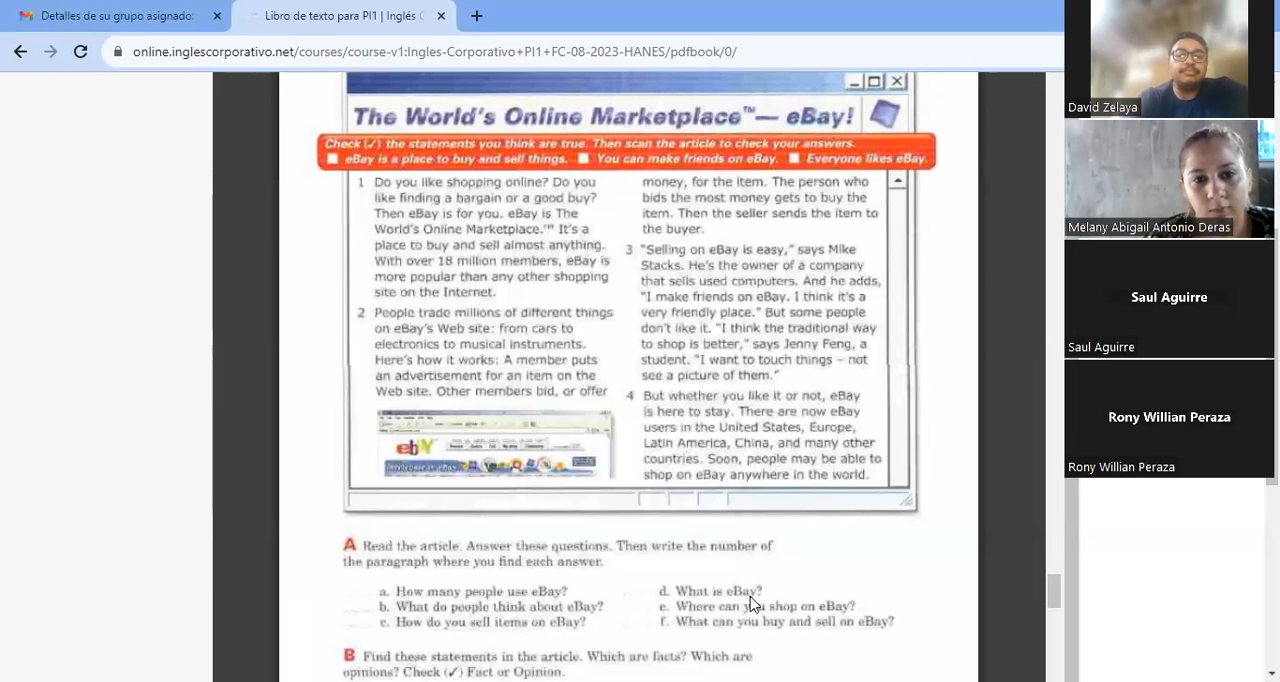 Detalles de su grupo asignado:
Libro de texto para PI1 | Inglés C
online.inglescorporativo.net/courses/course-v1:Ingles-Corporativo+PI1+FC-08-2023-HANES/pdfbook/0/
The World's Online Marketplace™— eBay!
Check (✓) the statements you think are true. Then scan the article to check your answers.
eBay is a place to buy and sell things. You can make friends on eBay. Everyone likes eBay.
1 Do you like shopping online? Do you
like finding a bargain or a good buy?
Then eBay is for you. eBay is The
World's Online Marketplace.™ It's a
place to buy and sell almost anything.
With over 18 million members, eBay is
more popular than any other shopping
site on the Internet.
2 People trade millions of different things
on eBay's Web site: from cars to
electronics to musical instruments.
Here's how it works: A member puts
an advertisement for an item on the
Web site. Other members bid, or offer
money, for the item. The person who
bids the most money gets to buy the
item. Then the seller sends the item to
the buyer.
3 "Selling on eBay is easy," says Mike
Stacks. He's the owner of a company
that sells used computers. And he adds,
"I make friends on eBay. I think it's a
very friendly place." But some people
don't like it. "I think the traditional way
to shop is better," says Jenny Feng, a
student. "I want to touch things – not
see a picture of them."
4 But whether you like it or not, eBay
is here to stay. There are now eBay
users in the United States, Europe,
Latin America, China, and many other
countries. Soon, people may be able to
shop on eBay anywhere in the world.
ebY
A Read the article. Answer these questions. Then write the number of
the paragraph where you find each answer.
a. How many people use eBay?
b. What do people think about eBay?
c. How do you sell items on eBay?
d. What is eBay?
e. Where can you shop on eBay?
f. What can you buy and sell on eBay?
B Find these statements in the article. Which are facts? Which are
opinions? Check (✓) Fact or Opinion.
David Zelaya
Melany Abigail Antonio Deras
Saul Aguirre
Saul Aguirre
Rony Willian Peraza
Rony Willian Peraza